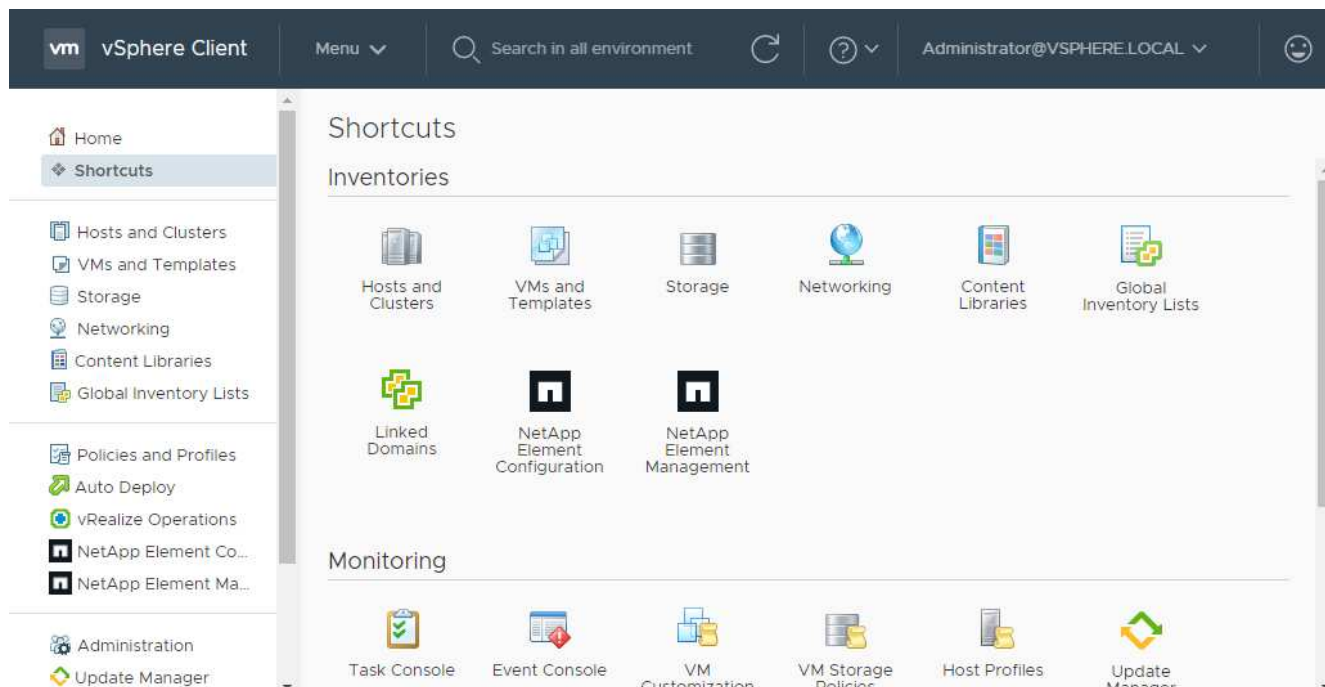 vm vSphere Client Menu Search in all environment Administrator@VSPHERE.LOCAL
Home
Shortcuts
Hosts and Clusters
VMs and Templates
Storage
Networking
Content Libraries
Global Inventory Lists
Policies and Profiles
Auto Deploy
vRealize Operations
NetApp Element Co...
NetApp Element Ma...
Administration
Update Manager
Shortcuts
Inventories
Hosts and
Clusters
VMs and
Templates
Storage
Networking
Content
Libraries
Global
Inventory Lists
Linked
Domains
NetApp
Element
Configuration
NetApp
Element
Management
Monitoring
Task Console
Event Console
VM
Customization
VM Storage
Policies
Host Profiles
Update
Manager